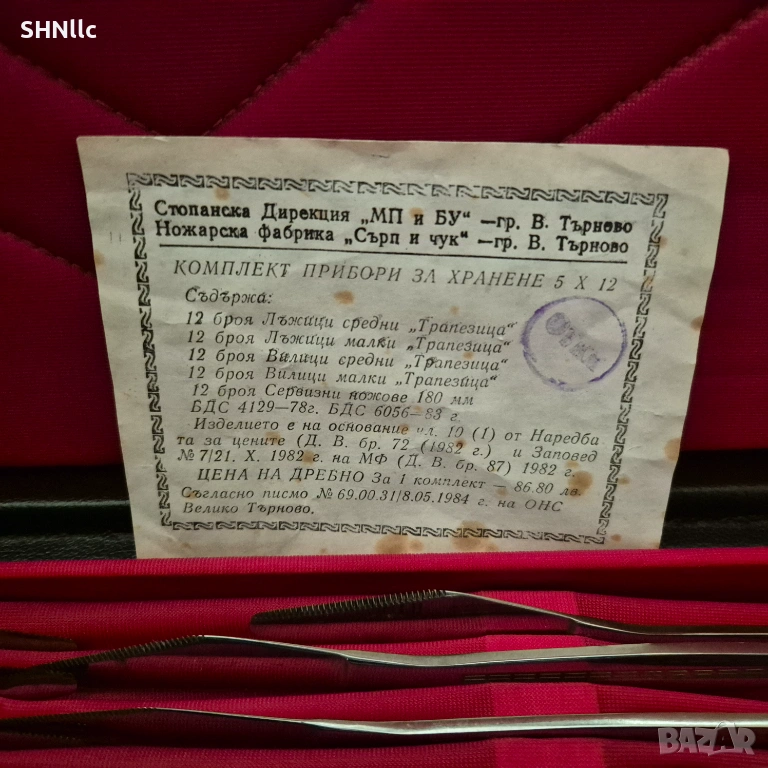 SHNllc
Стопанска Дирекция „МП и БУ“ —гр. В. Търново
Ножарска фабрика „Сърп и чук“ —гр. В. Търново
КОМПЛЕКТ ПРИБОРИ ЗА ХРАНЕНЕ 5 X 12
Съдържа:
12 броя Лъжици средни „Трапезица“
12 броя Лъжици малки „Трапезица“
12 броя Вилици средни „Трапезица“
12 броя Вилици малки „Трапезица“
12 броя Сервизни ножове 180 мм
БДС 4129—78г. БДС 6056—83 г.
Изделието е на основание чл. 10 (I) от Наредба
та за цените (Д. В. бр. 72 (1982 г.) и Заповед
№ 7/21. X. 1982 г. на МФ (Д. В. бр. 87) 1982 г.
ЦЕНА НА ДРЕБНО За 1 комплект — 86.80 лв.
Съгласно писмо № 69.00.31/8.05.1984 г. на ОНС
Велико Търново.
BAZAR